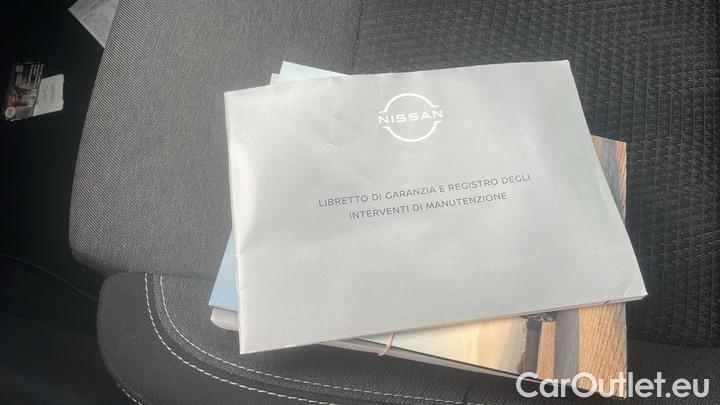 NISSAN
LIBRETTO DI GARANZIA E REGISTRO DEGLI
INTERVENTI DI MANUTENZIONE
CarOutlet.eu